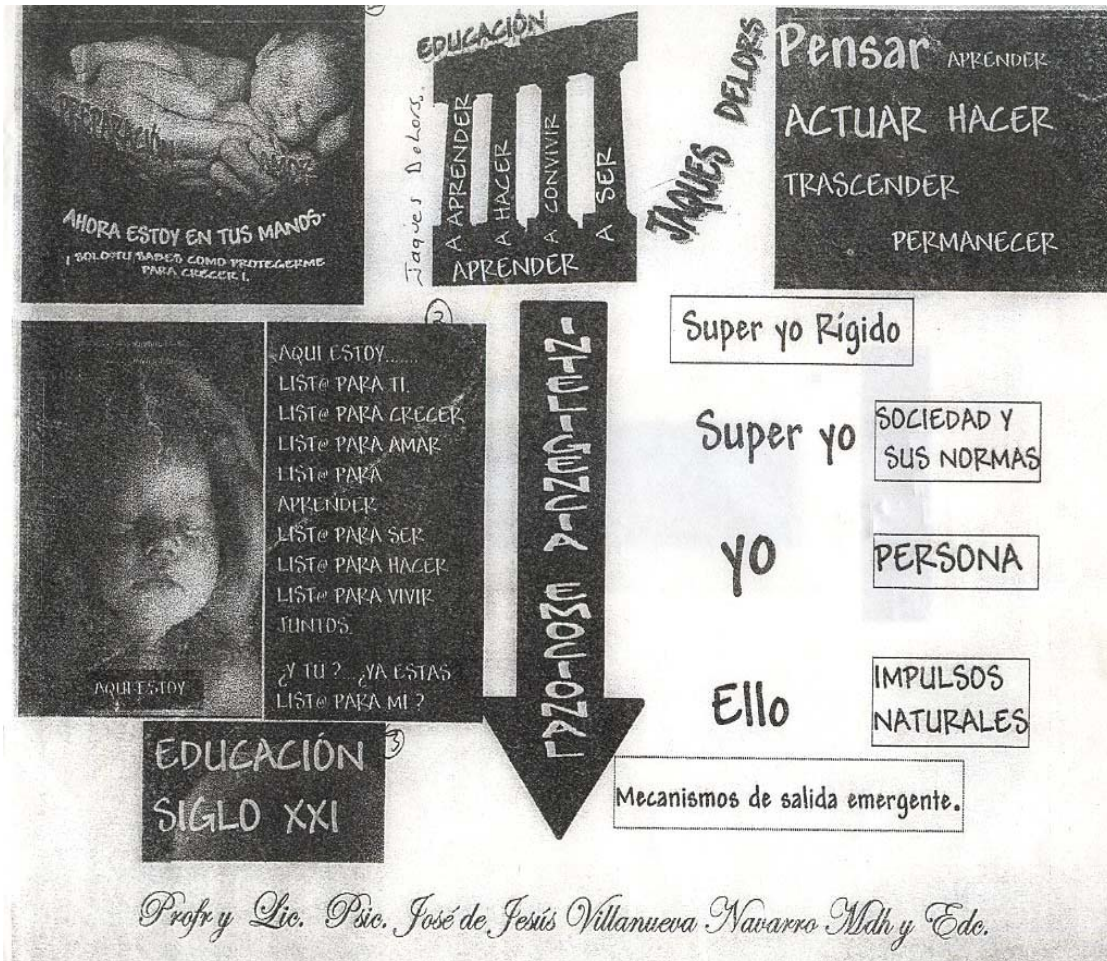 PREPARACIÓN
AMOR
AHORA ESTOY EN TUS MANOS.
¡ SOLO TU SABES COMO PROTEGERME
PARA CRECER !.
EDUCACIÓN
A APRENDER
A HACER
A CONVIVIR
A SER
APRENDER
Jaques Delors.
JAQUES DELORS
Pensar APRENDER
ACTUAR HACER
TRASCENDER
PERMANECER
2
AQUI ESTOY.......
LIST@ PARA TI.
LIST@ PARA CRECER
LIST@ PARA AMAR
LIST@ PARA
APRENDER
LIST@ PARA SER
LIST@ PARA HACER
LIST@ PARA VIVIR
JUNTOS.
¿Y TU ? ¿YA ESTAS
LIST@ PARA MI ?
AQUI ESTOY
3
EDUCACIÓN
SIGLO XXI
INTELIGENCIA EMOCIONAL
Super yo Rígido
Super yo
SOCIEDAD Y
SUS NORMAS
yo
PERSONA
Ello
IMPULSOS
NATURALES
Mecanismos de salida emergente.
Profr y Lic. Psic. José de Jesús Villanueva Navarro Mdh y Edc.